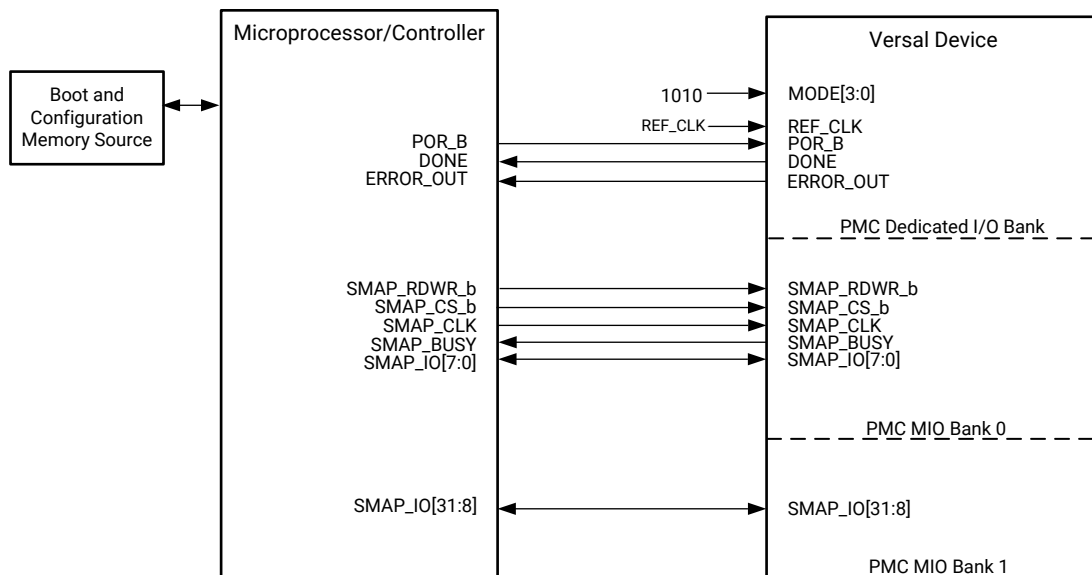 Microprocessor/Controller
Versal Device
Boot and
Configuration
Memory Source
1010
MODE[3:0]
REF_CLK
REF_CLK
POR_B
POR_B
DONE
DONE
ERROR_OUT
ERROR_OUT
PMC Dedicated I/O Bank
SMAP_RDWR_b
SMAP_RDWR_b
SMAP_CS_b
SMAP_CS_b
SMAP_CLK
SMAP_CLK
SMAP_BUSY
SMAP_BUSY
SMAP_IO[7:0]
SMAP_IO[7:0]
PMC MIO Bank 0
SMAP_IO[31:8]
SMAP_IO[31:8]
PMC MIO Bank 1